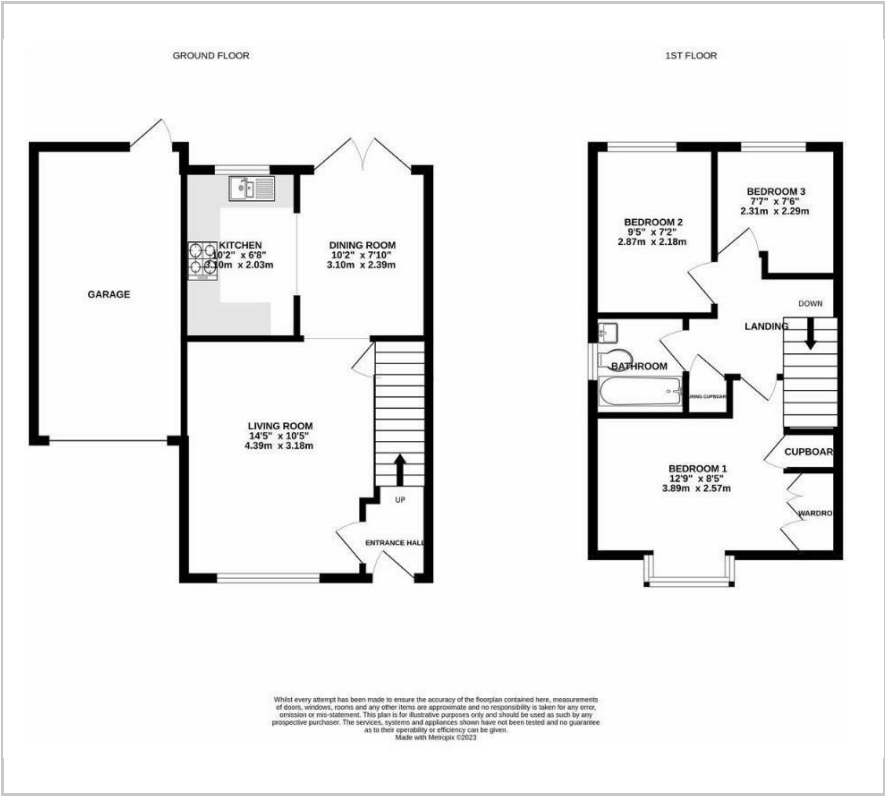 GROUND FLOOR
1ST FLOOR
GARAGE
KITCHEN
10'2" x 6'8"
3.10m x 2.03m
DINING ROOM
10'2" x 7'10"
3.10m x 2.39m
LIVING ROOM
14'5" x 10'5"
4.39m x 3.18m
UP
ENTRANCE HALL
BEDROOM 2
9'5" x 7'2"
2.87m x 2.18m
BEDROOM 3
7'7" x 7'6"
2.31m x 2.29m
DOWN
LANDING
BATHROOM
CUPBOAR
BEDROOM 1
12'9" x 8'5"
3.89m x 2.57m
CUPBOAR
WARDRO
Whilst every attempt has been made to ensure the accuracy of the floorplan contained here, measurements
of doors, windows, rooms and any other items are approximate and no responsibility is taken for any error,
omission or mis-statement. This plan is for illustrative purposes only and should be used as such by any
prospective purchaser. The services, systems and appliances shown have not been tested and no guarantee
as to their operability or efficiency can be given.
Made with Metropix ©2023